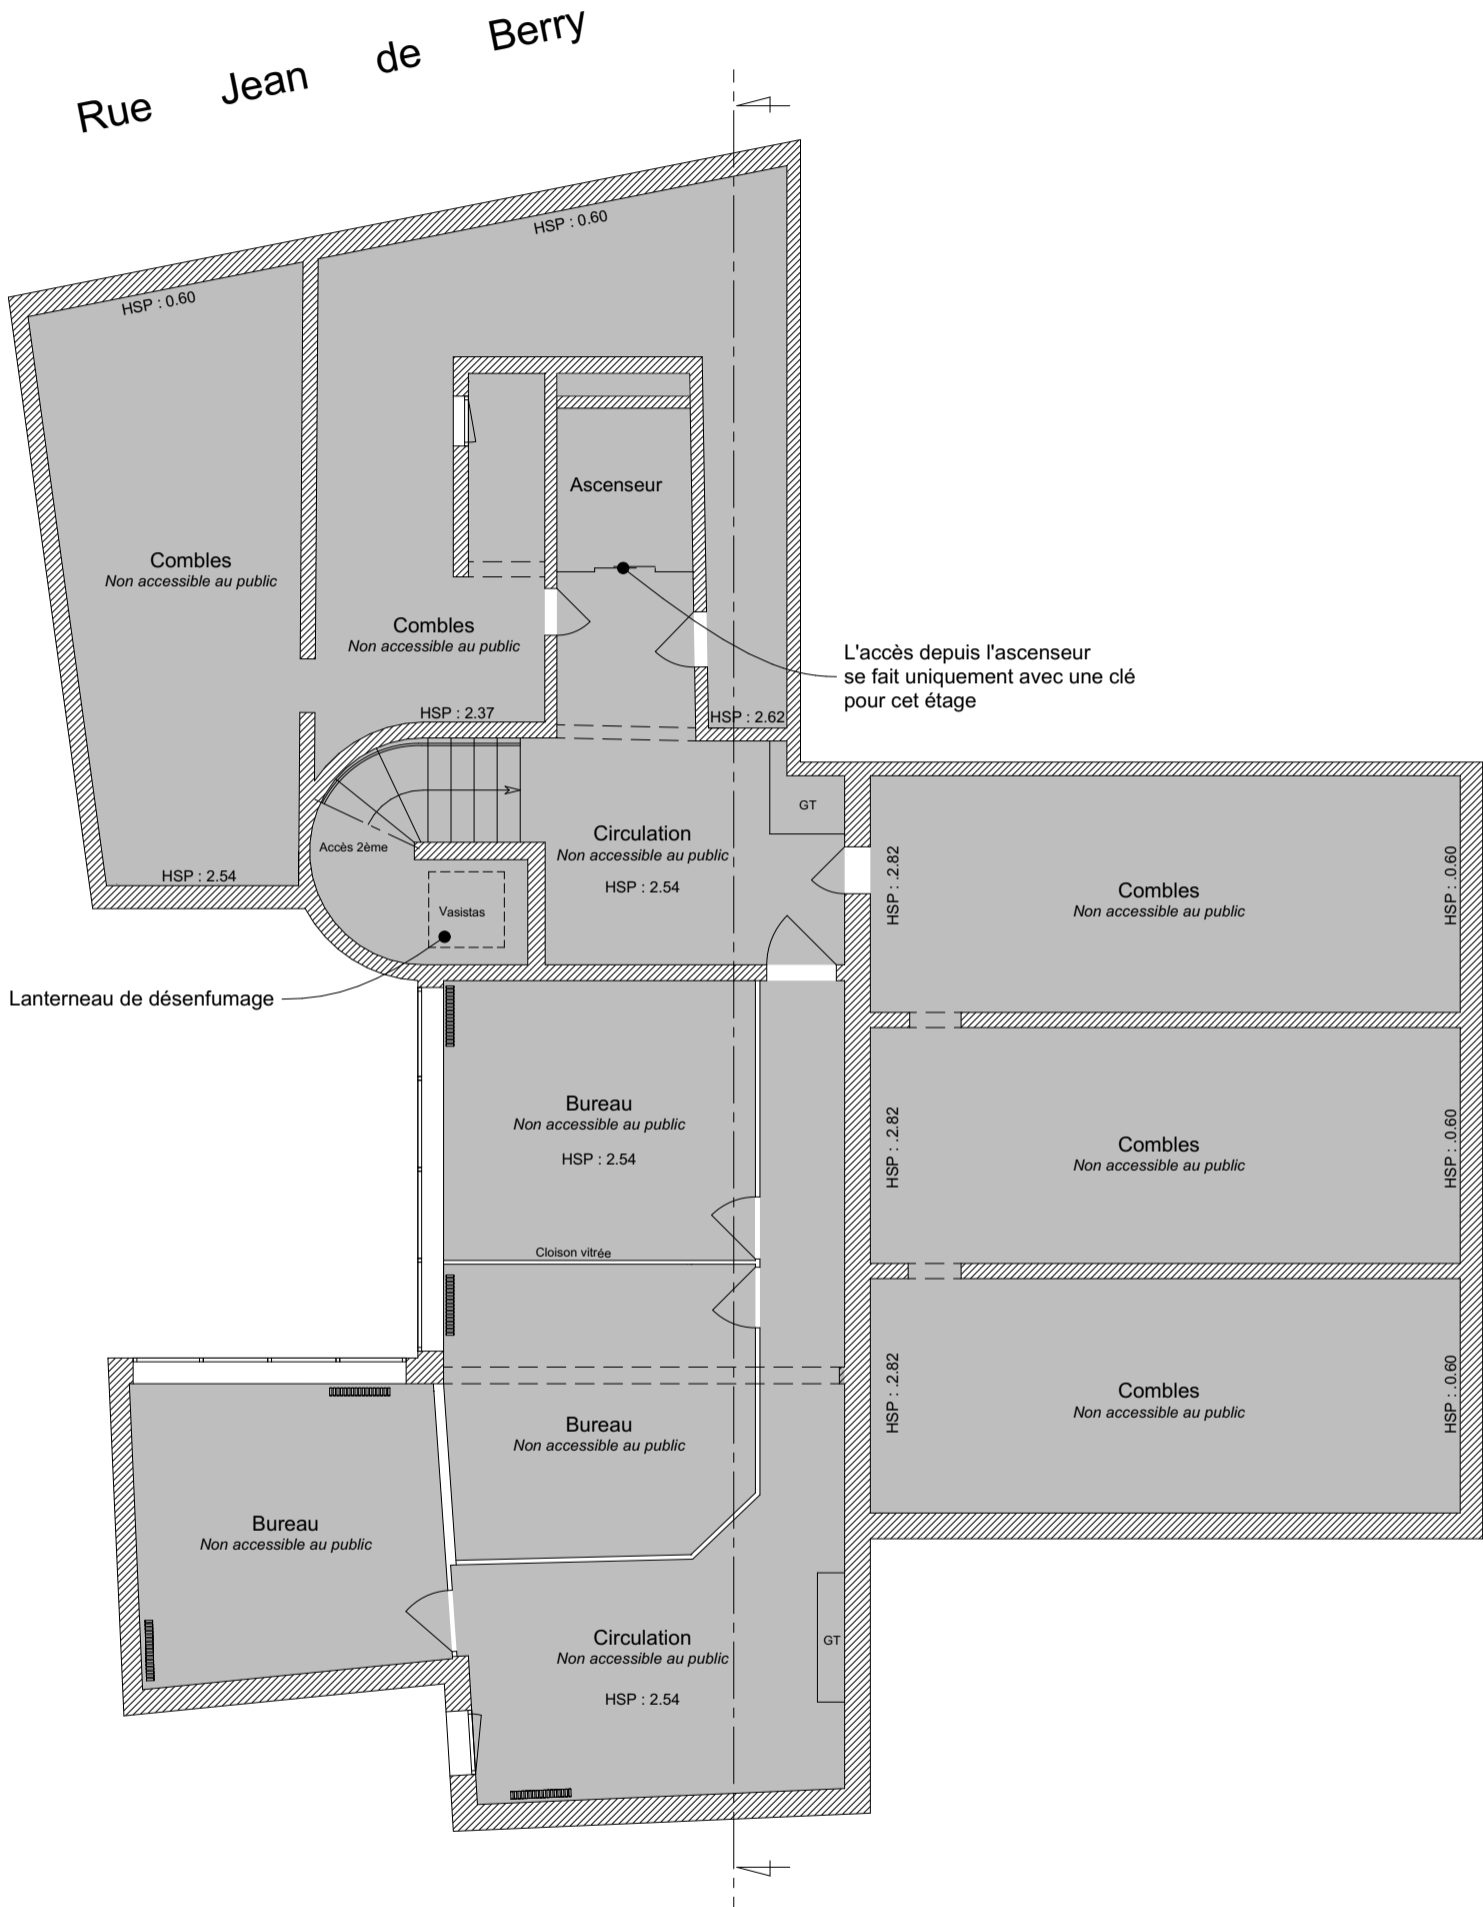 Rue Jean de Berry
HSP : 0.60
HSP : 0.60
Ascenseur
Combles
Non accessible au public
Combles
Non accessible au public
L'accès depuis l'ascenseur
se fait uniquement avec une clé
pour cet étage
HSP : 2.37
HSP : 2.62
GT
Circulation
Non accessible au public
HSP : 2.54
Accès 2ème
HSP : 2.54
Vasistas
HSP : .2.82
Combles
Non accessible au public
HSP : .0.60
Lanterneau de désenfumage
Bureau
Non accessible au public
HSP : 2.54
HSP : .2.82
Combles
Non accessible au public
HSP : .0.60
Cloison vitrée
HSP : .2.82
Combles
Non accessible au public
HSP : .0.60
Bureau
Non accessible au public
Bureau
Non accessible au public
Circulation
Non accessible au public
HSP : 2.54
GT